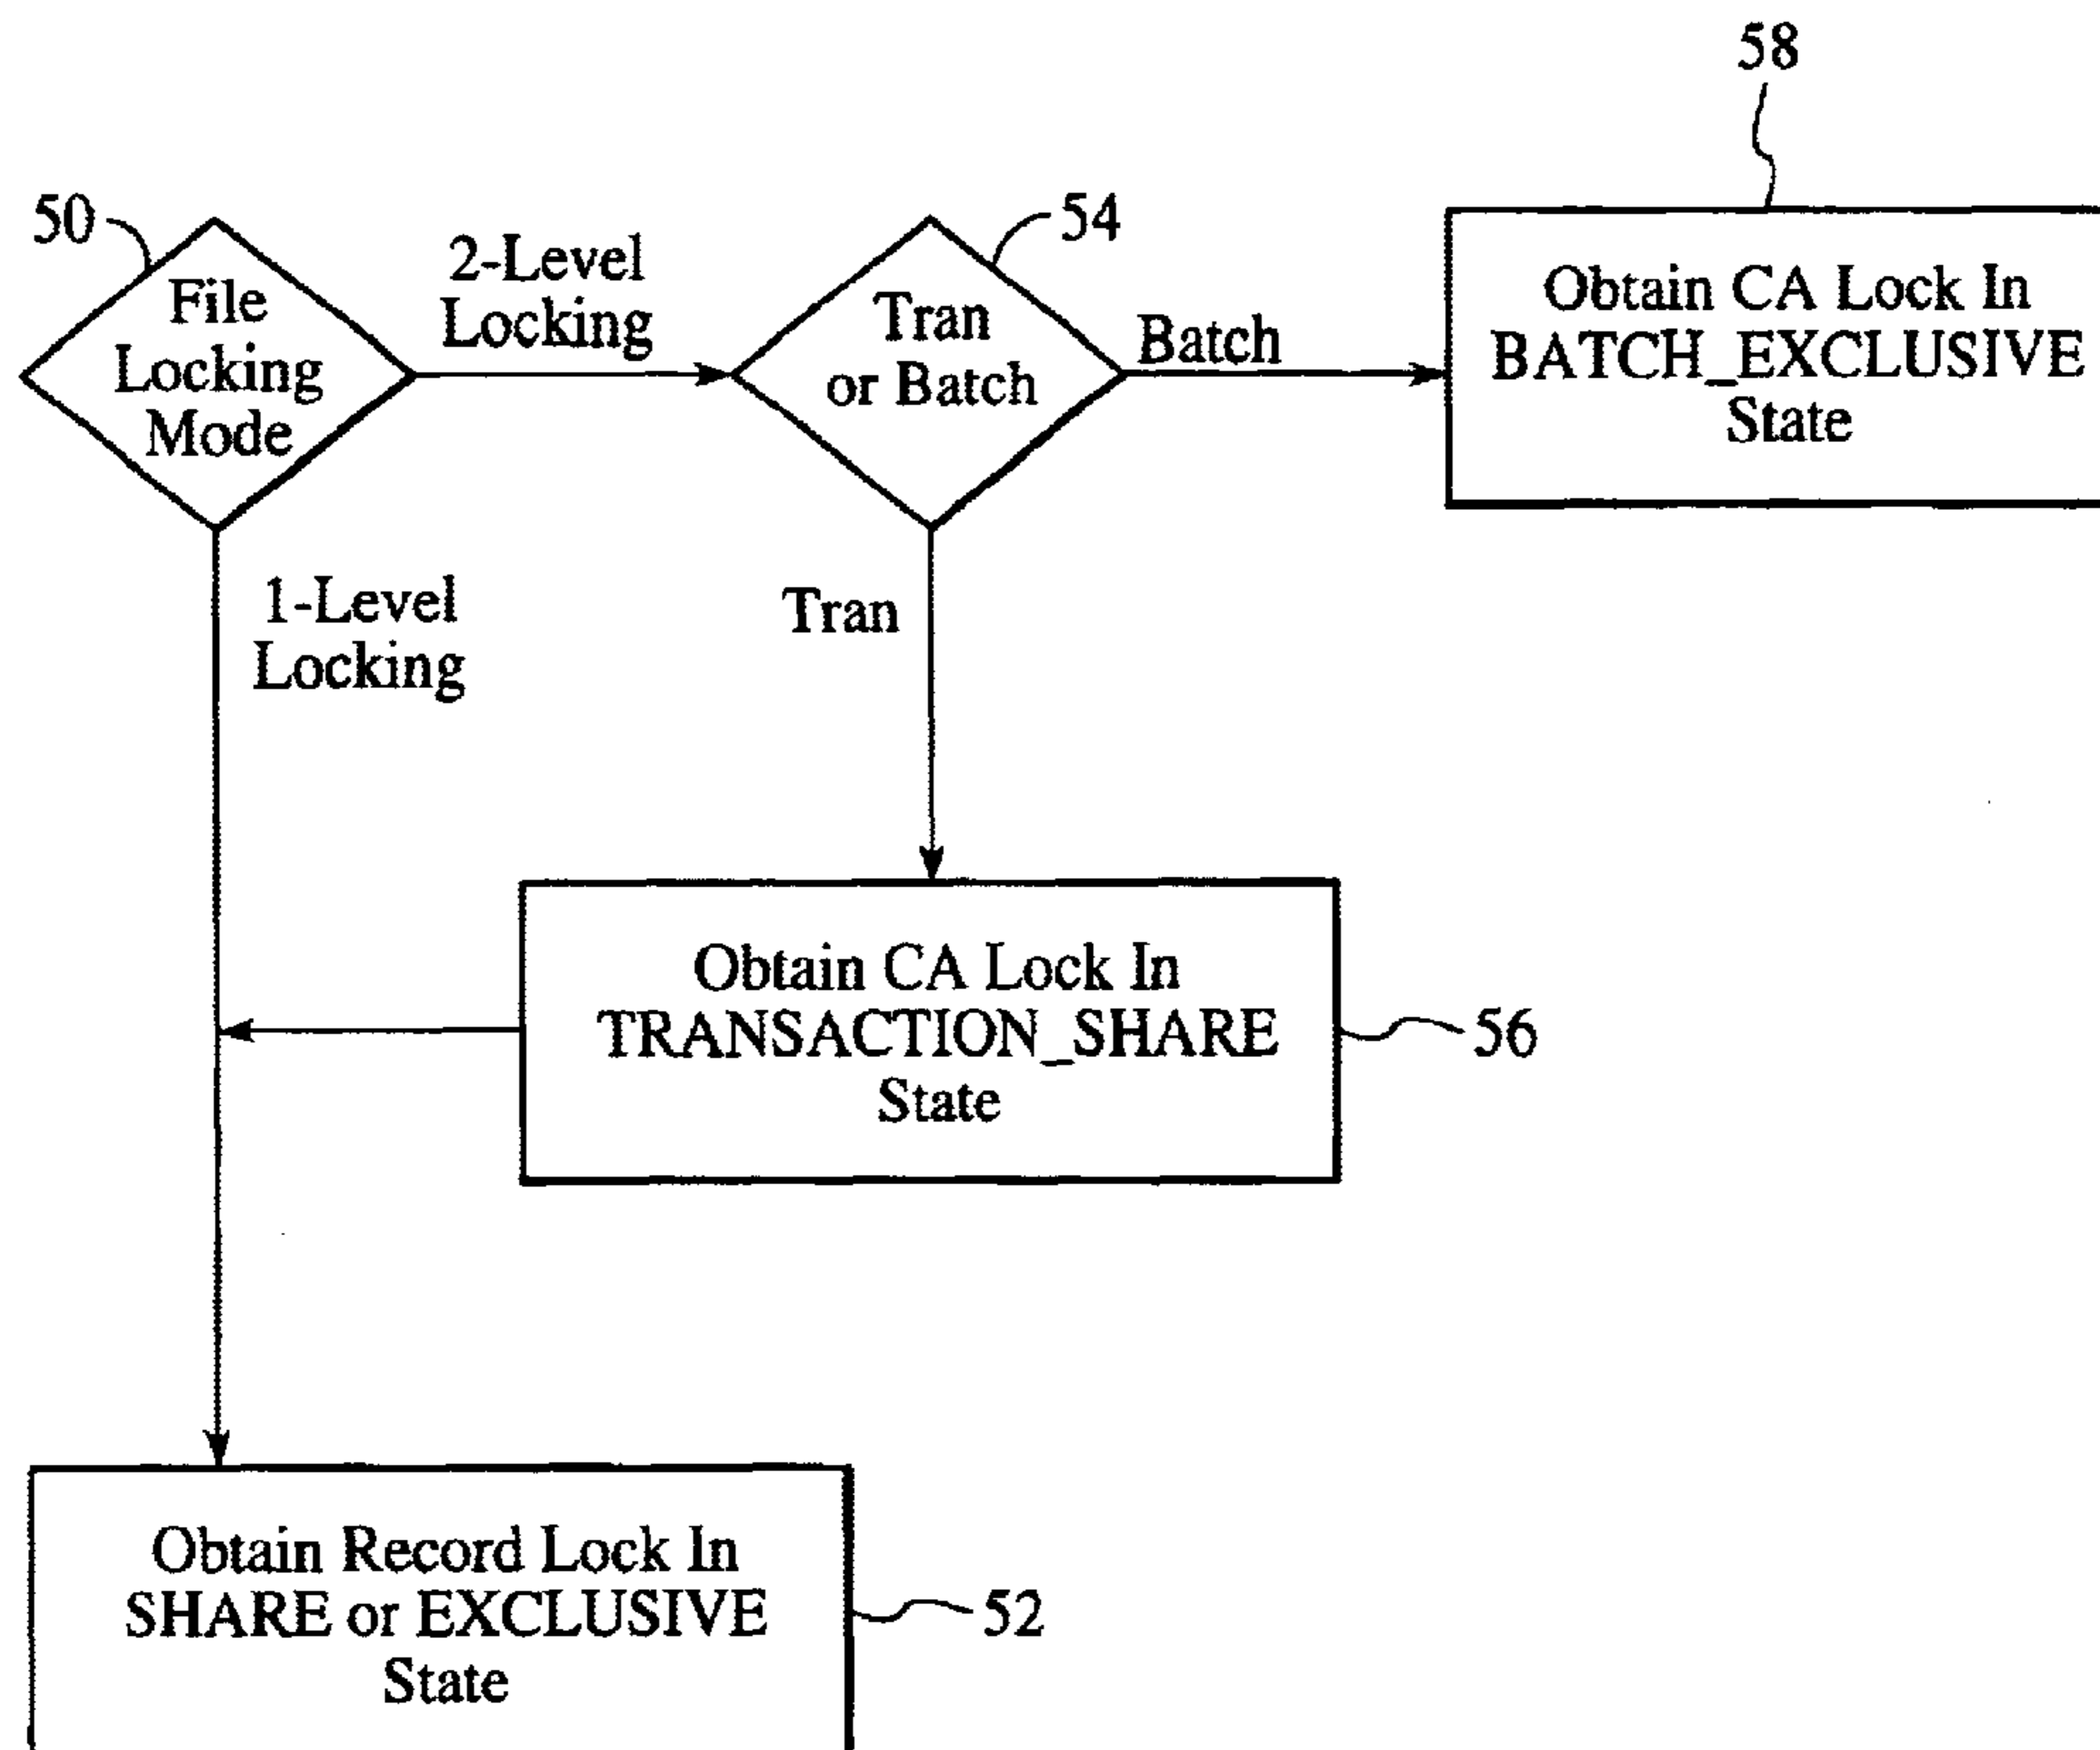 58
50
File
Locking
Mode
2-Level
Locking
54
Tran
or Batch
Batch
Obtain CA Lock In
BATCH_EXCLUSIVE
State
1-Level
Locking
Tran
Obtain CA Lock In
TRANSACTION_SHARE
State
56
Obtain Record Lock In
SHARE or EXCLUSIVE
State
52